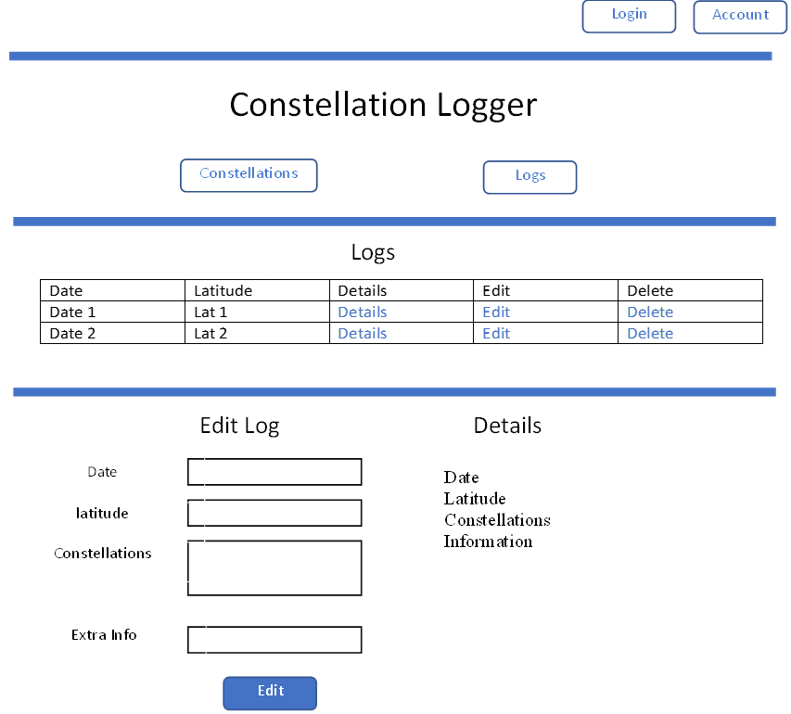 Login Account
Constellation Logger
Constellations Logs
Logs
Date Latitude Details Edit Delete
Date 1 Lat 1 Details Edit Delete
Date 2 Lat 2 Details Edit Delete
Edit Log
Date
latitude
Constellations
Extra Info
Edit
Details
Date
Latitude
Constellations
Information